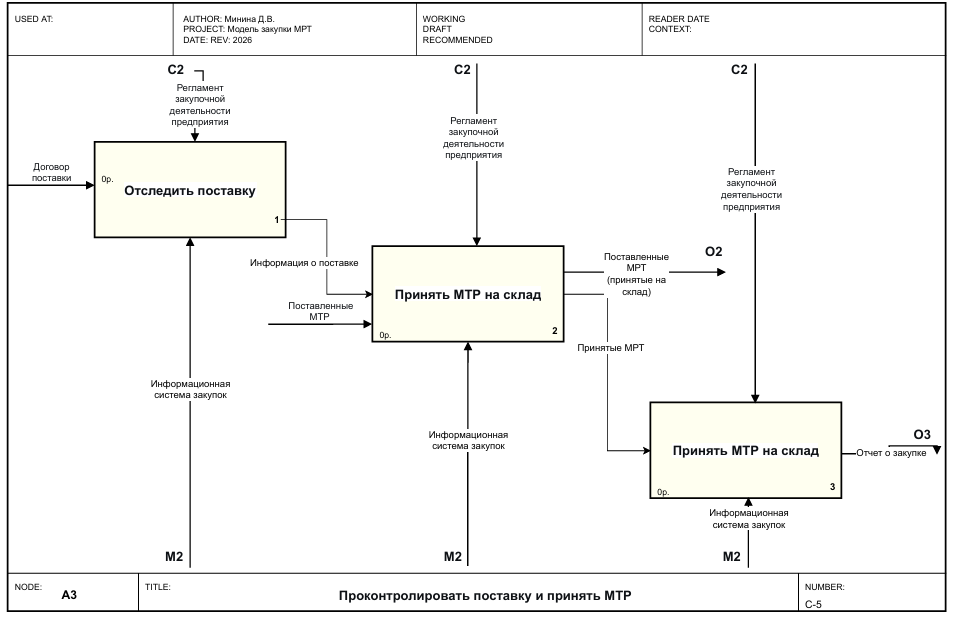 USED AT:
AUTHOR: Минина Д.В.
PROJECT: Модель закупки МРТ
DATE: REV: 2026
WORKING
DRAFT
RECOMMENDED
READER DATE
CONTEXT:
C2
Регламент
закупочной
деятельности
предприятия
C2
Регламент
закупочной
деятельности
предприятия
C2
Регламент
закупочной
деятельности
предприятия
Договор
поставки
0р.
Отследить поставку
1
Информация о поставке
Поставленные
МТР
Принять МТР на склад
0р.
2
Поставленные
МРТ
(принятые на
склад)
O2
Принятые МРТ
Информационная
система закупок
Информационная
система закупок
Принять МТР на склад
0р.
3
O3
Отчет о закупке
Информационная
система закупок
M2
M2
M2
NODE:
A3
TITLE:
Проконтролировать поставку и принять МТР
NUMBER:
C-5